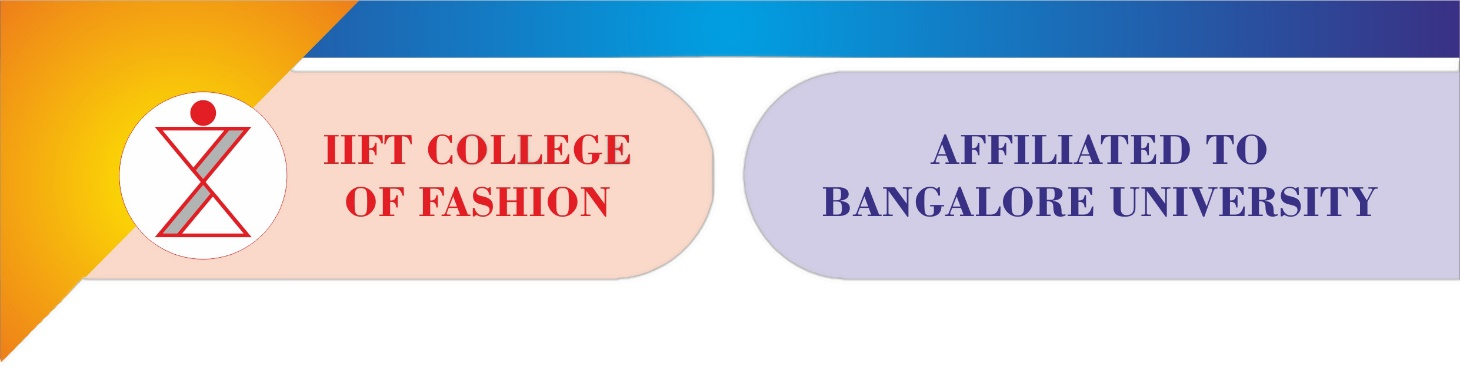 IIFT COLLEGE
OF FASHION
AFFILIATED TO
BANGALORE UNIVERSITY